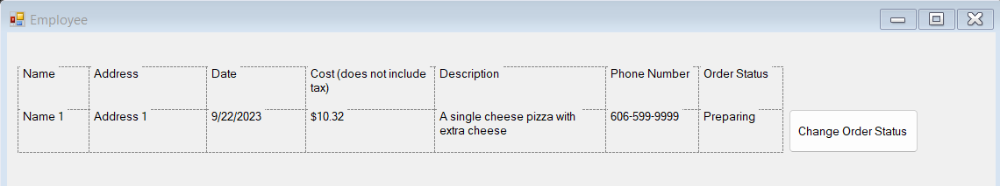 Employee
Name Address Date Cost (does not include Description Phone Number Order Status
tax)
Name 1 Address 1 9/22/2023 $10.32 A single cheese pizza with 606-599-9999 Preparing
extra cheese
Change Order Status